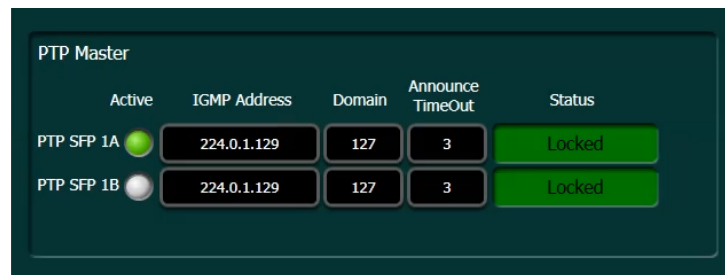 PTP Master
Active IGMP Address Domain Announce TimeOut Status
PTP SFP 1A 224.0.1.129 127 3 Locked
PTP SFP 1B 224.0.1.129 127 3 Locked